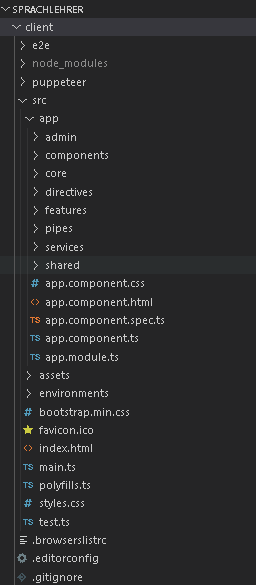 SPRACHLEHRER
client
e2e
node_modules
puppeteer
src
app
admin
components
core
directives
features
pipes
services
shared
# app.component.css
<> app.component.html
TS app.component.spec.ts
TS app.component.ts
TS app.module.ts
assets
environments
# bootstrap.min.css
favicon.ico
<> index.html
TS main.ts
TS polyfills.ts
# styles.css
TS test.ts
.browserslistrc
.editorconfig
.gitignore